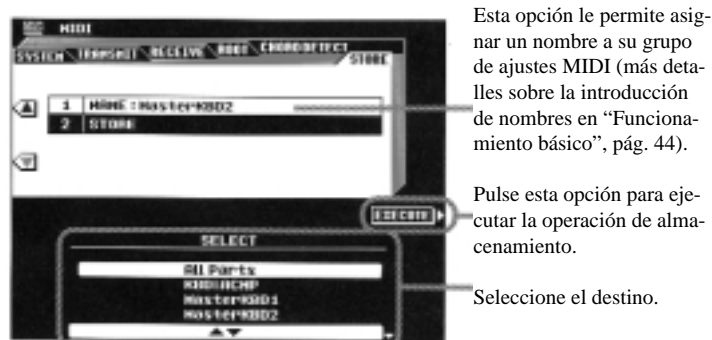 MIDI
SYSTEM TRANSMIT RECEIVE ROOT CHORD DETECT
STORE
1 NAME : MasterKBD2
2 STORE
EXECUTE
SELECT
All Parts
KBD&ACMP
MasterKBD1
MasterKBD2
Esta opción le permite asig-
nar un nombre a su grupo
de ajustes MIDI (más deta-
lles sobre la introducción
de nombres en “Funciona-
miento básico”, pág. 44).
Pulse esta opción para eje-
cutar la operación de alma-
cenamiento.
Seleccione el destino.